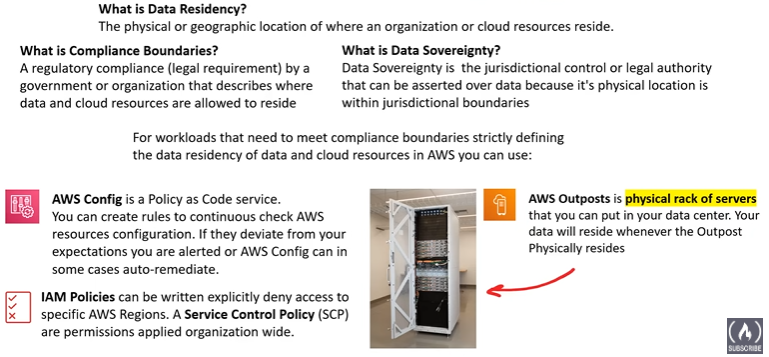 What is Data Residency?
The physical or geographic location of where an organization or cloud resources reside.
What is Compliance Boundaries?
A regulatory compliance (legal requirement) by a
government or organization that describes where
data and cloud resources are allowed to reside
What is Data Sovereignty?
Data Sovereignty is the jurisdictional control or legal authority
that can be asserted over data because it's physical location is
within jurisdictional boundaries
For workloads that need to meet compliance boundaries strictly defining
the data residency of data and cloud resources in AWS you can use:
AWS Config is a Policy as Code service.
You can create rules to continuous check AWS
resources configuration. If they deviate from your
expectations you are alerted or AWS Config can in
some cases auto-remediate.
IAM Policies can be written explicitly deny access to
specific AWS Regions. A Service Control Policy (SCP)
are permissions applied organization wide.
AWS Outposts is physical rack of servers
that you can put in your data center. Your
data will reside whenever the Outpost
Physically resides
SUBSCRIBE